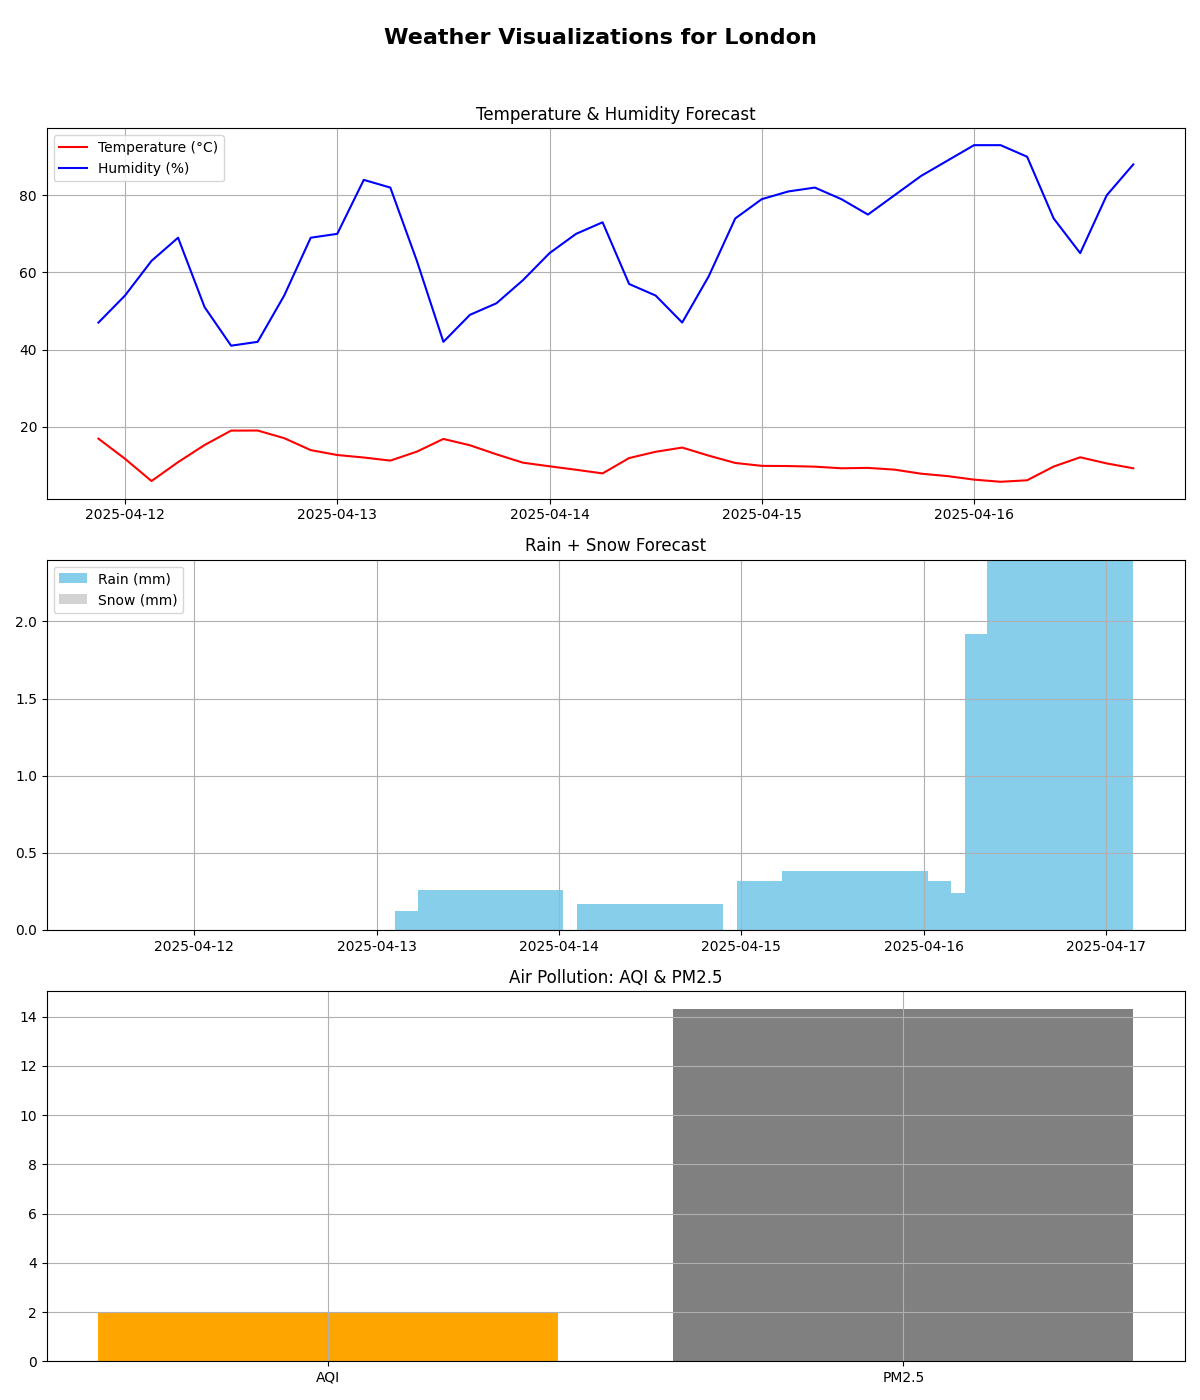 Weather Visualizations for London
Temperature & Humidity Forecast
Temperature (°C)
Humidity (%)
80
60
40
20
2025-04-12 2025-04-13 2025-04-14 2025-04-15 2025-04-16
Rain + Snow Forecast
Rain (mm)
Snow (mm)
2.0
1.5
1.0
0.5
0.0
2025-04-12 2025-04-13 2025-04-14 2025-04-15 2025-04-16 2025-04-17
Air Pollution: AQI & PM2.5
14
12
10
8
6
4
2
0
AQI PM2.5